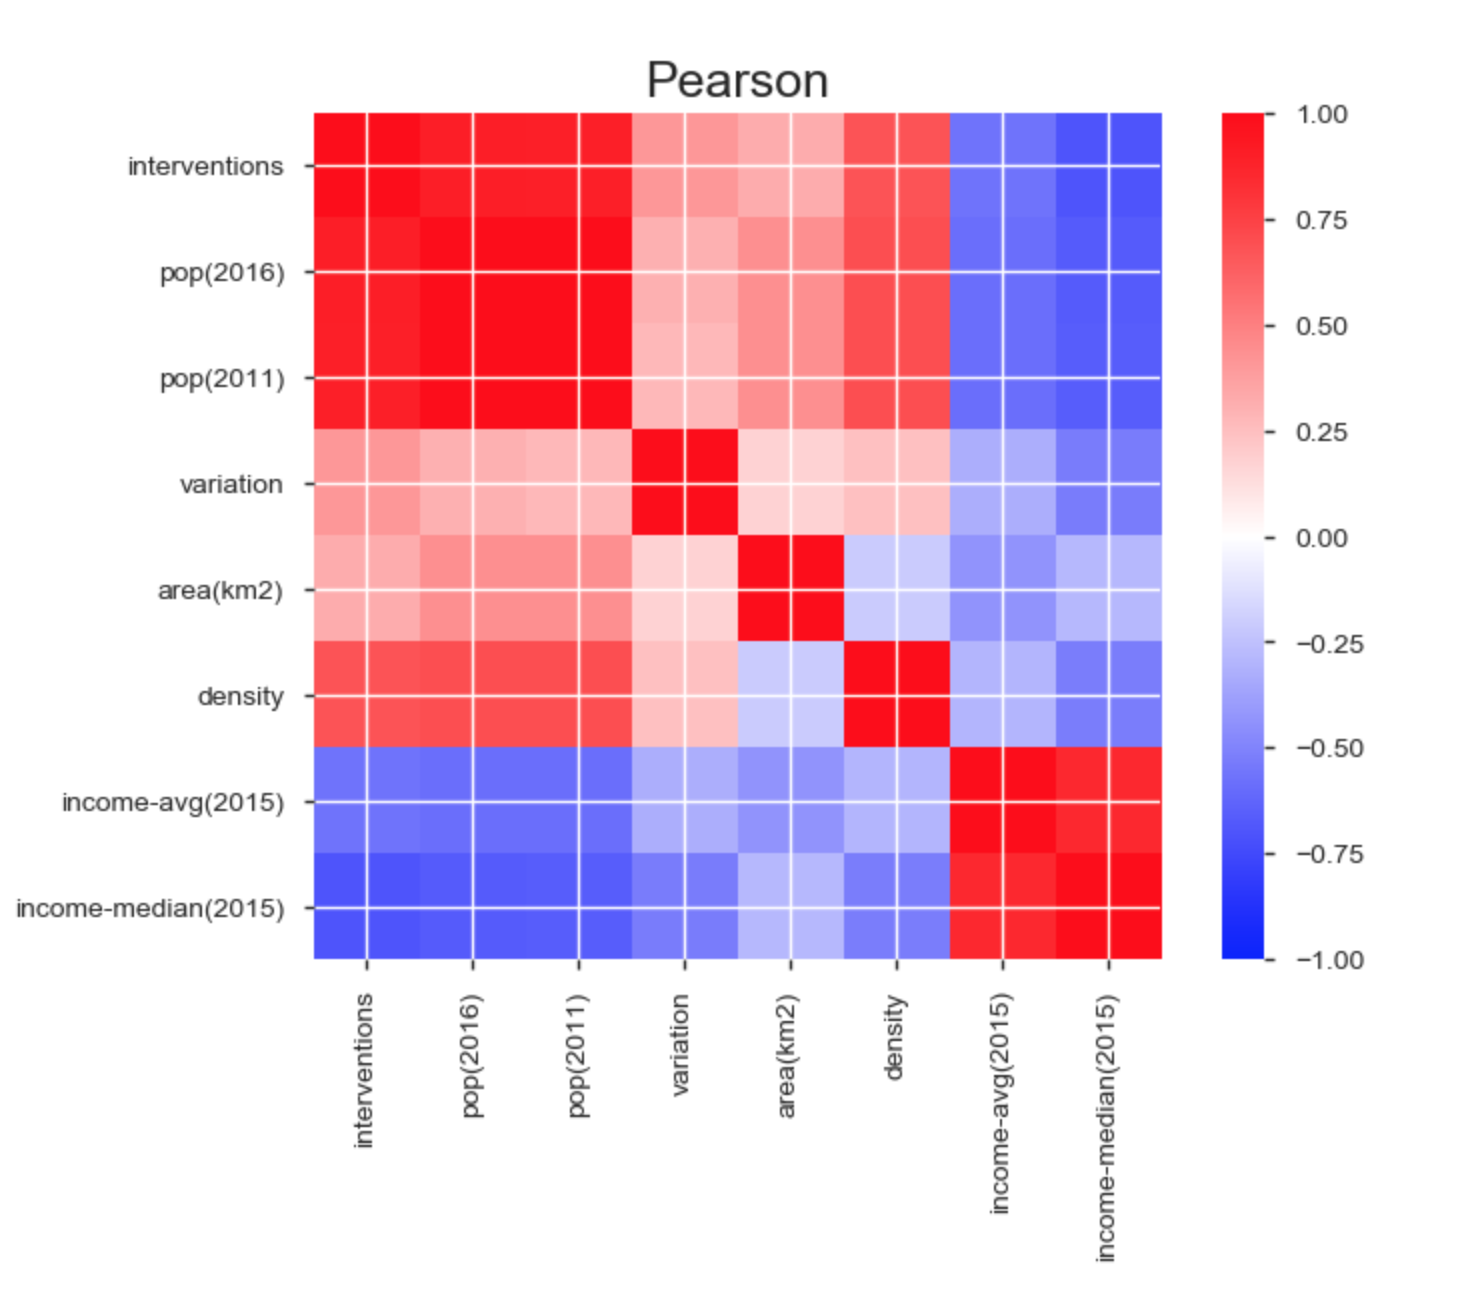 Pearson
interventions
pop(2016)
pop(2011)
variation
area(km2)
density
income-avg(2015)
income-median(2015)
interventions
pop(2016)
pop(2011)
variation
area(km2)
density
income-avg(2015)
income-median(2015)
1.00
0.75
0.50
0.25
0.00
−0.25
−0.50
−0.75
−1.00